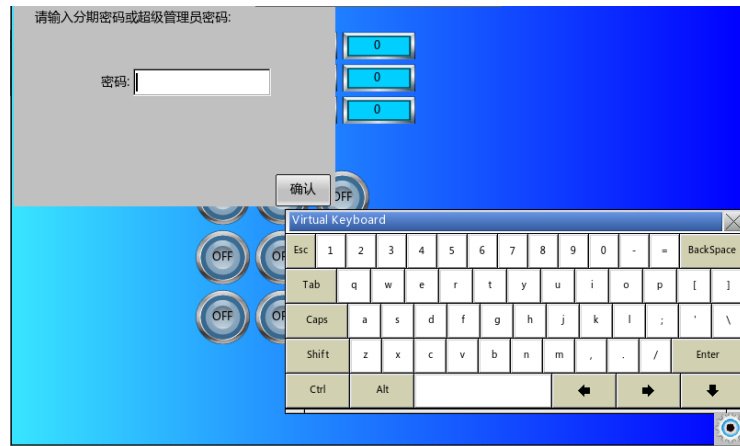 请输入分期密码或超级管理员密码:
0
密码:
0
0
确认
OFF
Virtual Keyboard
Esc 1 2 3 4 5 6 7 8 9 0 - = BackSpace
OFF
Tab q w e r t y u i o p [ ]
OFF
Caps a s d f g h j k l ; ' \
Shift z x c v b n m , . / Enter
Ctrl Alt